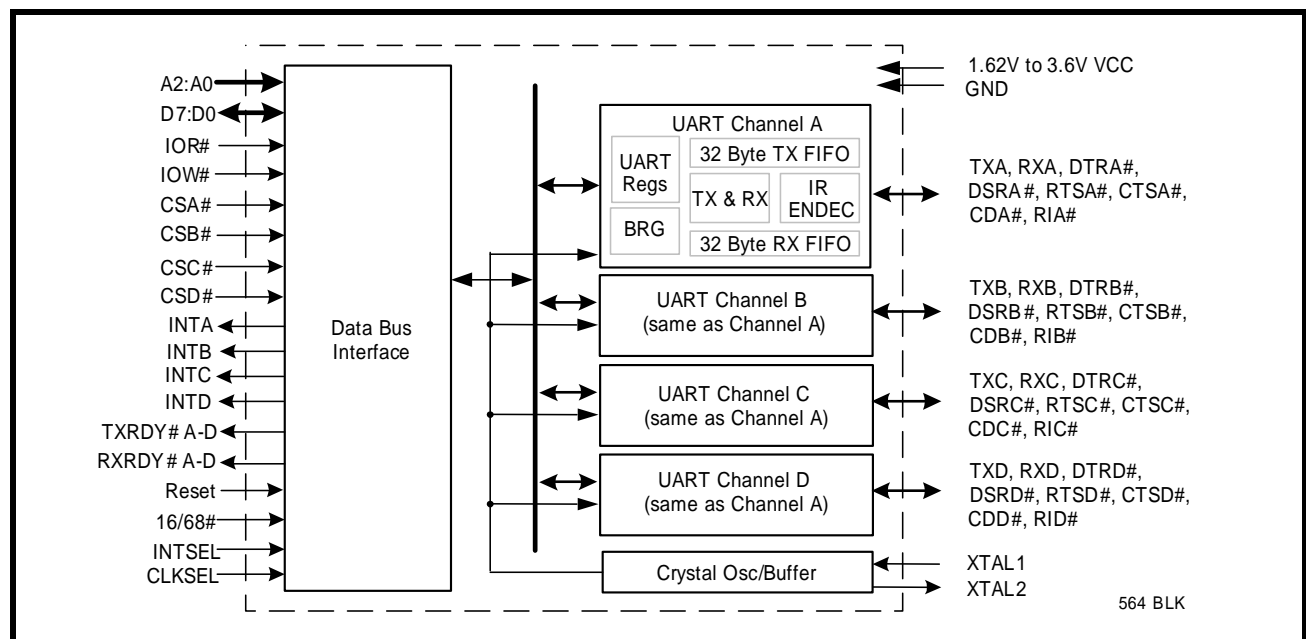 A2:A0
D7:D0
IOR#
IOW#
CSA#
CSB#
CSC#
CSD#
INTA
INTB
INTC
INTD
TXRDY# A-D
RXRDY# A-D
Reset
16/68#
INTSEL
CLKSEL
Data Bus
Interface
UART Channel A
UART
Regs
BRG
32 Byte TX FIFO
TX & RX
IR
ENDEC
32 Byte RX FIFO
UART Channel B
(same as Channel A)
UART Channel C
(same as Channel A)
UART Channel D
(same as Channel A)
Crystal Osc/Buffer
1.62V to 3.6V VCC
GND
TXA, RXA, DTRA#,
DSRA#, RTSA#, CTSA#,
CDA#, RIA#
TXB, RXB, DTRB#,
DSRB#, RTSB#, CTSB#,
CDB#, RIB#
TXC, RXC, DTRC#,
DSRC#, RTSC#, CTSC#,
CDC#, RIC#
TXD, RXD, DTRD#,
DSRD#, RTSD#, CTSD#,
CDD#, RID#
XTAL1
XTAL2
564 BLK